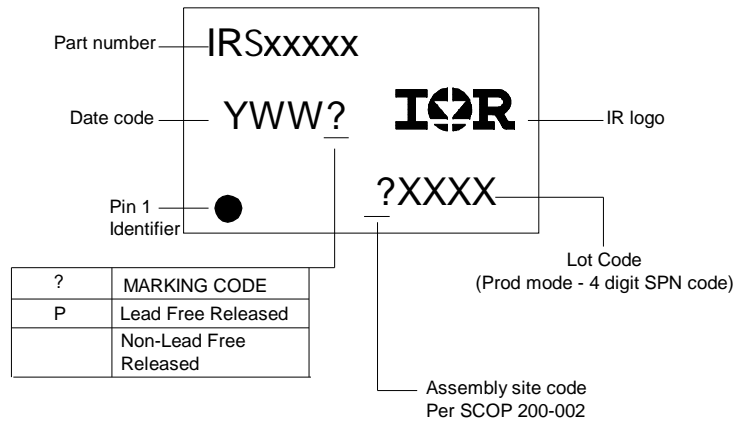 Part number
IRSxxxxx
Date code
YWW?
IOR
IR logo
?XXXX
Pin 1
Identifier
Lot Code
(Prod mode - 4 digit SPN code)
? MARKING CODE
P Lead Free Released
Non-Lead Free
Released
Assembly site code
Per SCOP 200-002